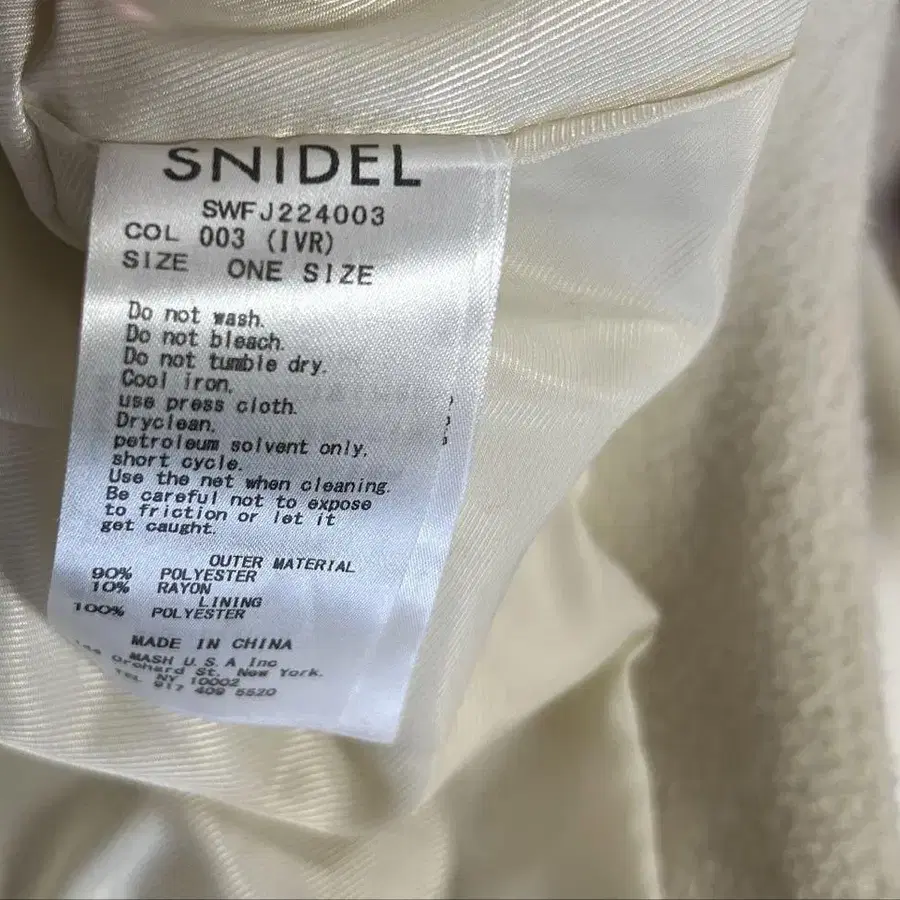 SNIDEL
SWFJ224003
COL 003 (IVR)
SIZE ONE SIZE
Do not wash.
Do not bleach.
Do not tumble dry.
Cool iron,
use press cloth.
Dryclean,
petroleum solvent only,
short cycle.
Use the net when cleaning.
Be careful not to expose
to friction or let it
get caught.
OUTER MATERIAL
90% POLYESTER
10% RAYON
LINING
100% POLYESTER
MADE IN CHINA
MASH U.S.A Inc
Orchard St. New York.
NY 10002
TEL 917 409 5520